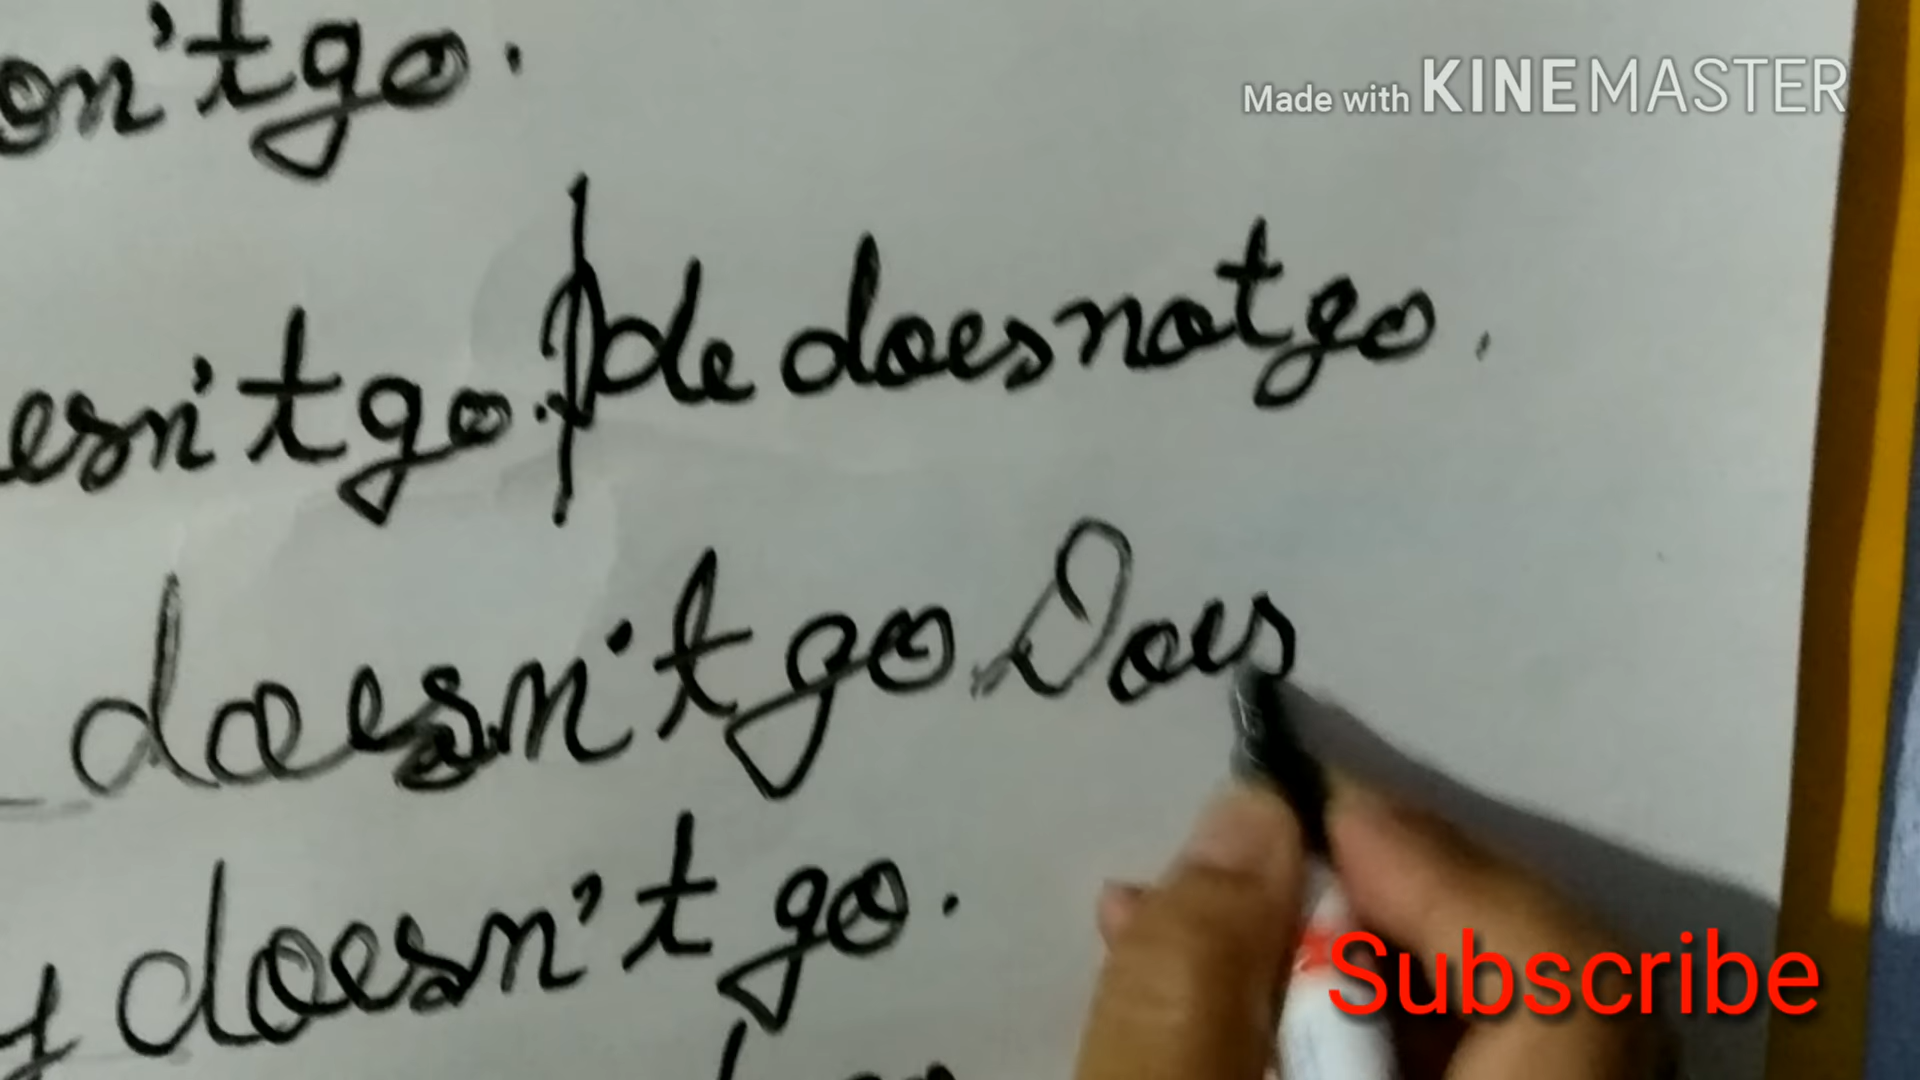 on't go.
Made with KINEMASTER
esn't go. He does not go.
doesn't go. Does
y doesn't go.
Subscribe